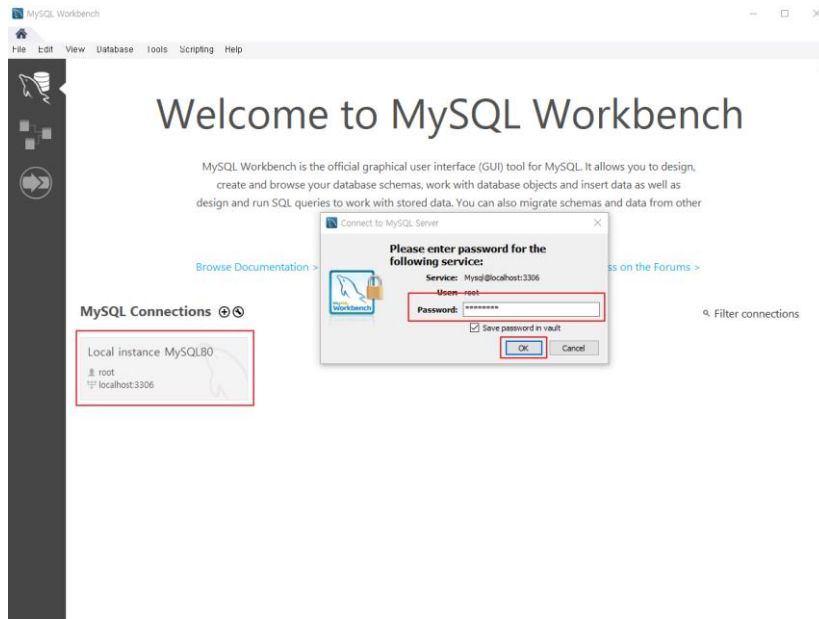 MySQL Workbench
File Edit View Database Tools Scripting Help
Welcome to MySQL Workbench
MySQL Workbench is the official graphical user interface (GUI) tool for MySQL. It allows you to design,
create and browse your database schemas, work with database objects and insert data as well as
design and run SQL queries to work with stored data. You can also migrate schemas and data from other
Connect to MySQL Server
Please enter password for the
following service:
Service: Mysql@localhost:3306
User: root
Password: ********
Save password in vault
OK Cancel
MySQL Workbench
Browse Documentation >
ss on the Forums >
MySQL Connections
Filter connections
Local instance MySQL80
root
localhost:3306